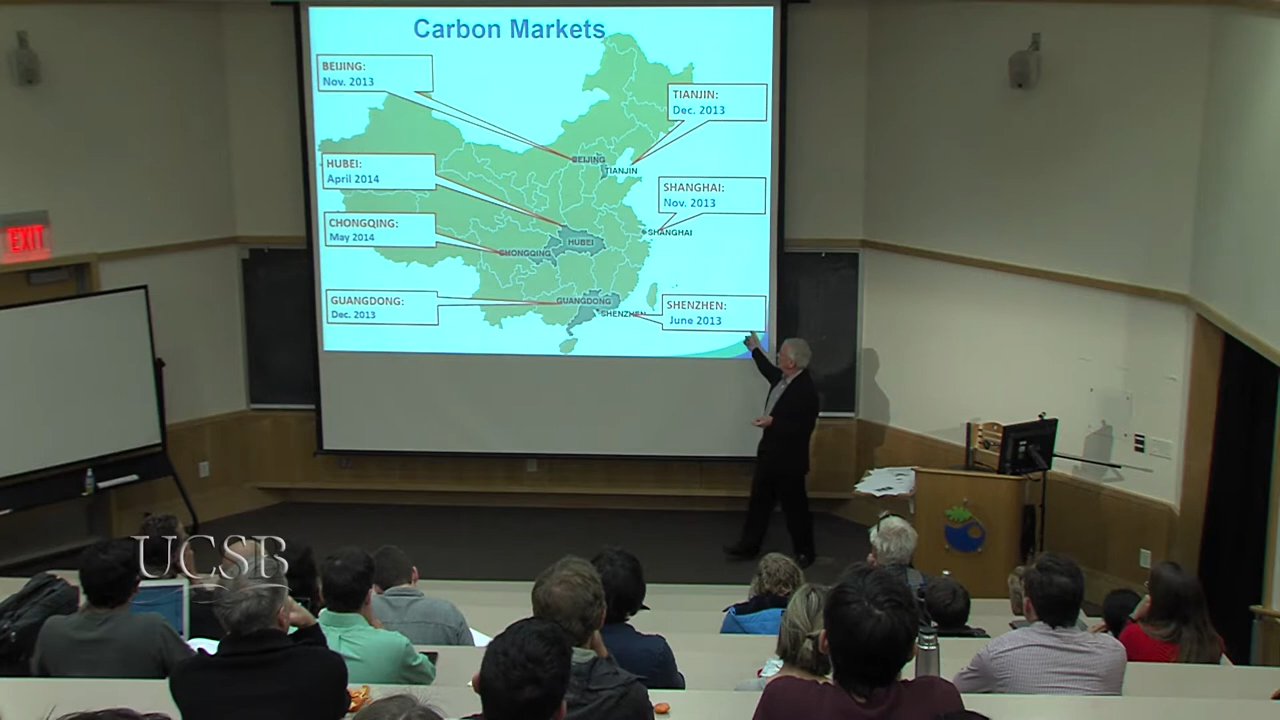 Carbon Markets
BEIJING:
Nov. 2013
TIANJIN:
Dec. 2013
BEIJING
TIANJIN
HUBEI:
April 2014
SHANGHAI:
Nov. 2013
CHONGQING:
May 2014
SHANGHAI
HUBEI
CHONGQING
GUANGDONG:
Dec. 2013
GUANGDONG
SHENZHEN
SHENZHEN:
June 2013
EXIT
UCSB